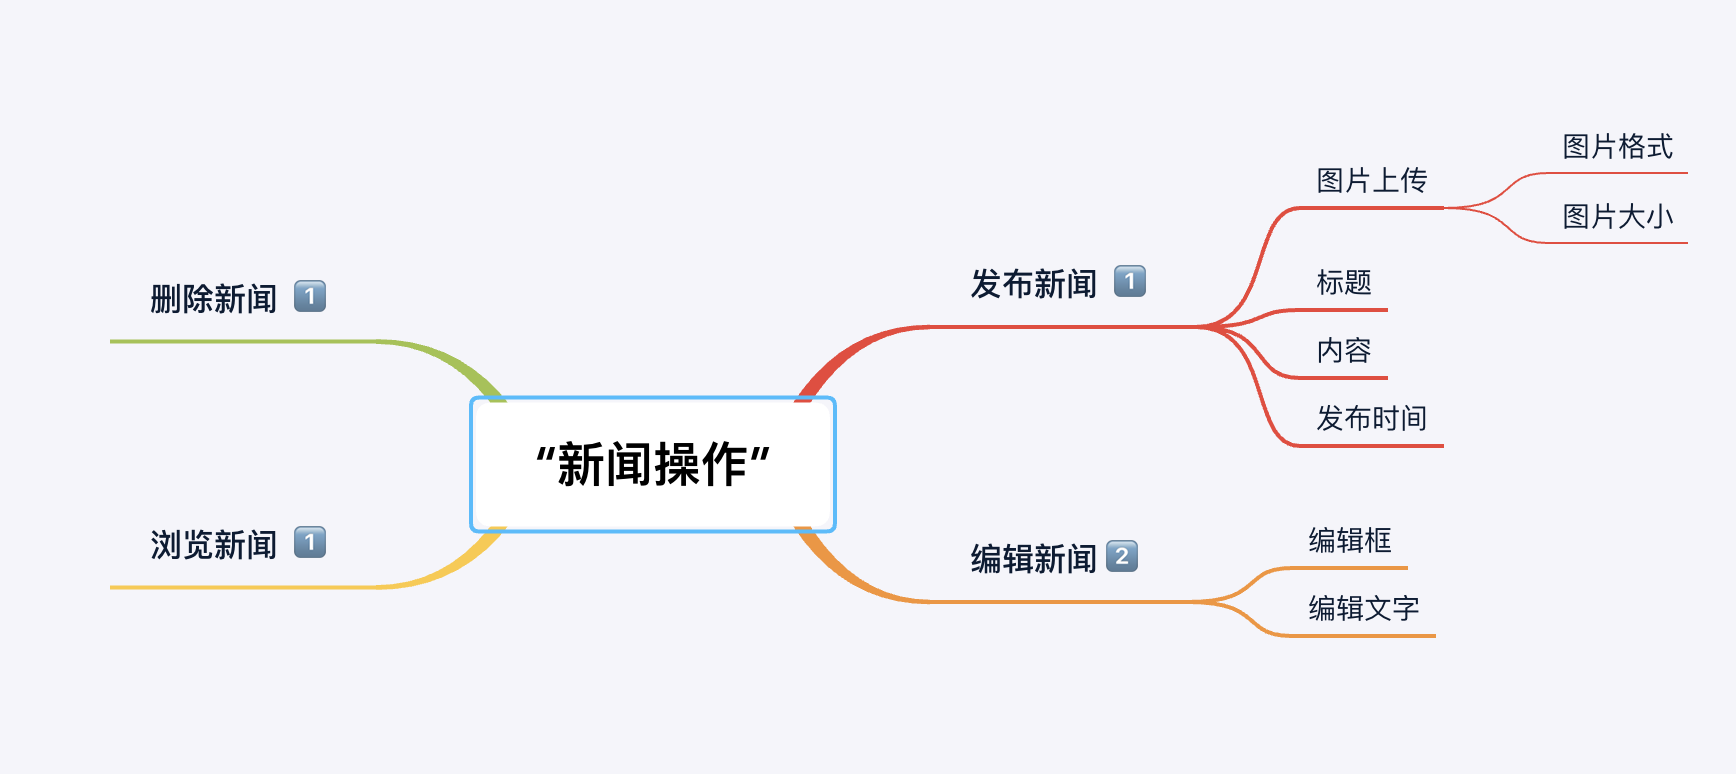 图片格式
图片上传
图片大小
发布新闻 1
标题
内容
发布时间
删除新闻 1
“新闻操作”
浏览新闻 1
编辑新闻 2
编辑框
编辑文字